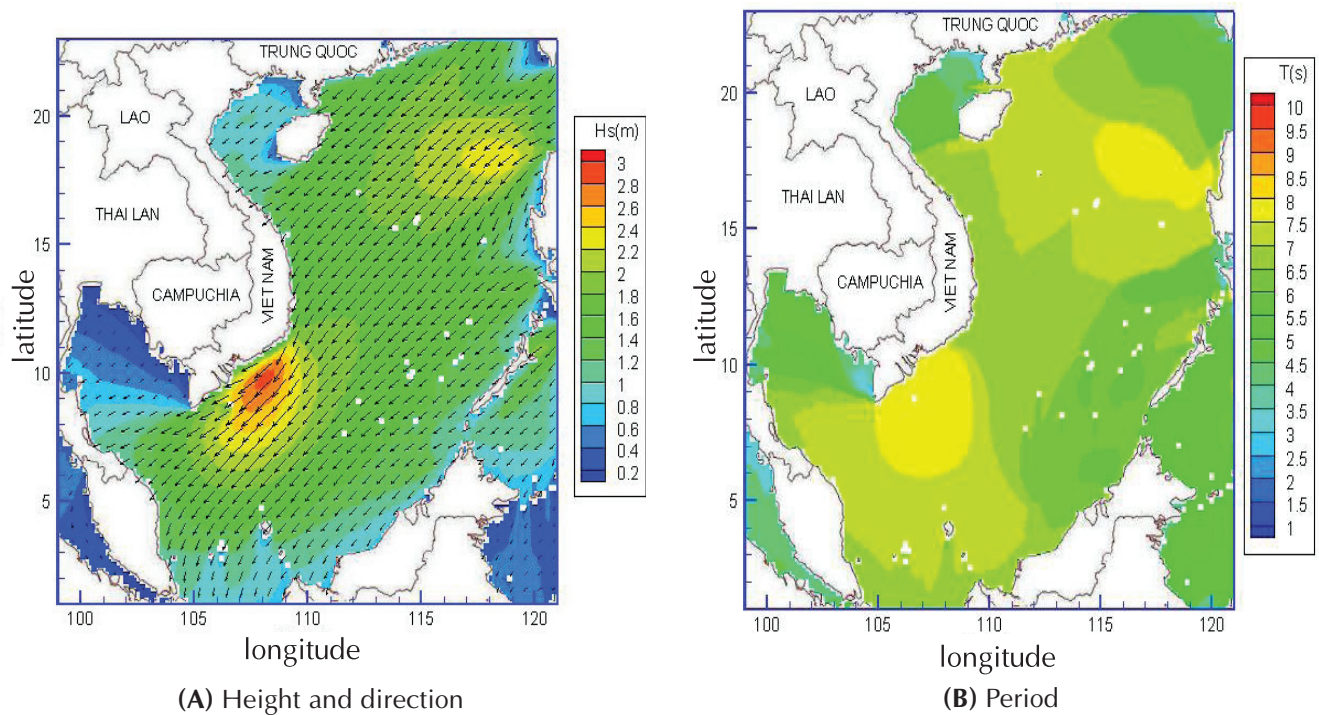 TRUNG QUOC
LAO
THAI LAN
CAMPUCHIA
VIET NAM
latitude
20
15
10
5
100
105
110
115
120
longitude
Hs(m)
3
2.8
2.6
2.4
2
1.8
1.6
1.4
1.2
1
0.8
0.6
0.4
0.2
(A) Height and direction
TRUNG QUOC
LAO
THAI LAN
CAMPUCHIA
VIET NAM
latitude
20
15
10
5
100
105
110
115
120
longitude
T(s)
10
9.5
9
8.5
8
7
6.5
6
5.5
5
4.5
4
3.5
3
2.5
2
1.5
1
(B) Period